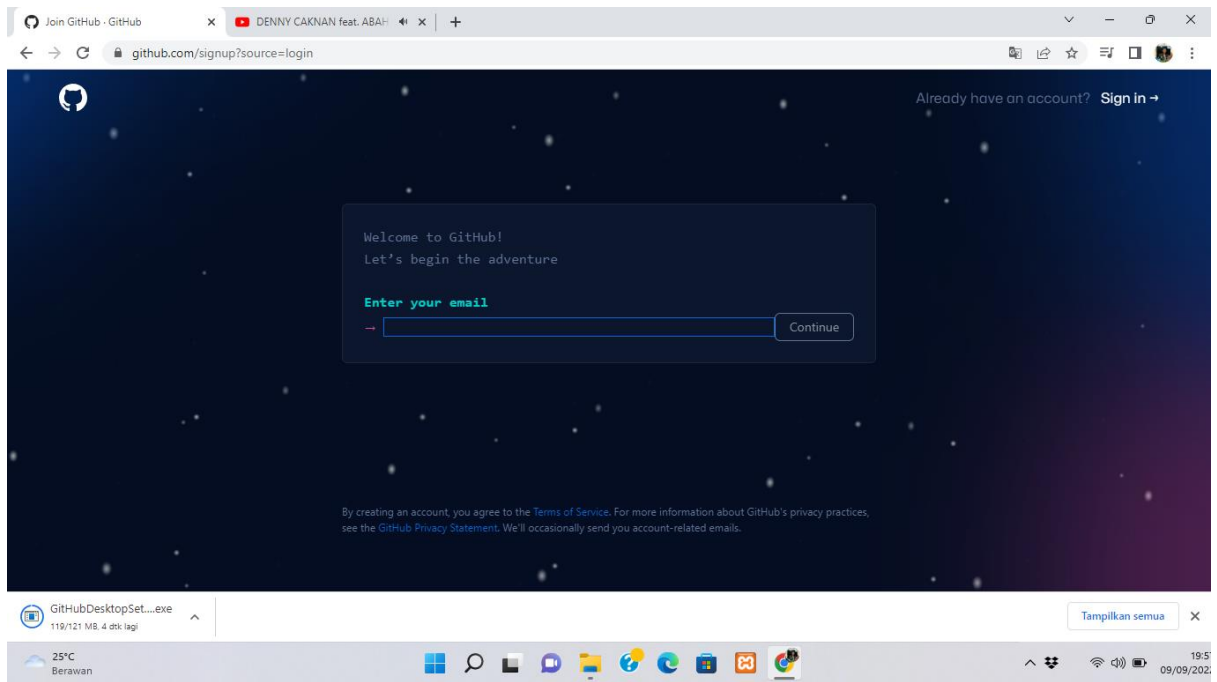 Join GitHub · GitHub
DENNY CAKNAN feat. ABAH
github.com/signup?source=login
Already have an account? Sign in →
Welcome to GitHub!
Let's begin the adventure
Enter your email
→
Continue
By creating an account, you agree to the Terms of Service. For more information about GitHub's privacy practices,
see the GitHub Privacy Statement. We'll occasionally send you account-related emails.
GitHubDesktopSet....exe
119/121 MB, 4 dtk lagi
Tampilkan semua
25°C
Berawan
19:5
09/09/202